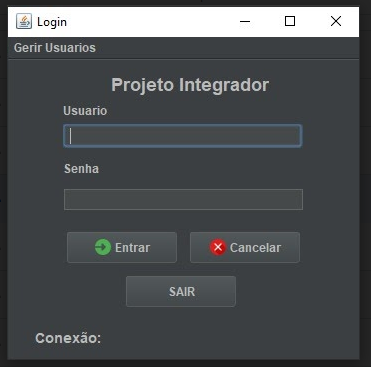 Login
Gerir Usuarios
Projeto Integrador
Usuario
Senha
Entrar Cancelar
SAIR
Conexão: